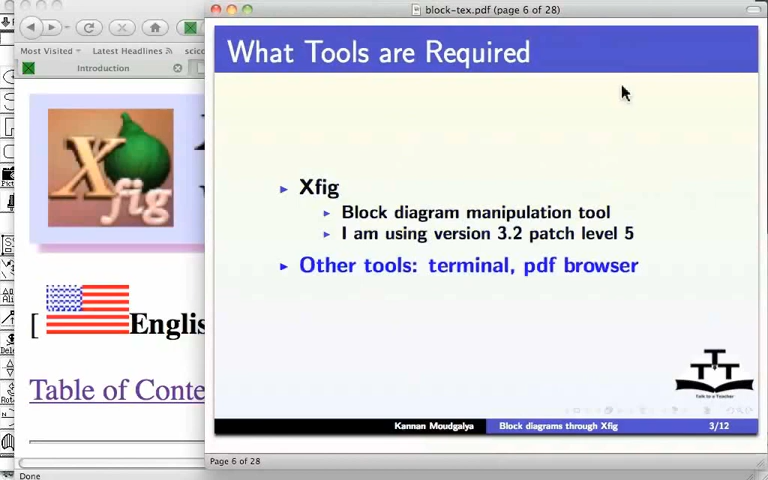 block-tex.pdf (page 6 of 28)
What Tools are Required
Xfig
Block diagram manipulation tool
I am using version 3.2 patch level 5
Other tools: terminal, pdf browser
Talk to a Teacher
Kannan Moudgalya
Block diagrams through Xfig
3/12
Page 6 of 28
Most Visited
Latest Headlines
Introduction
Xfig
[ English
Table of Conte
Done